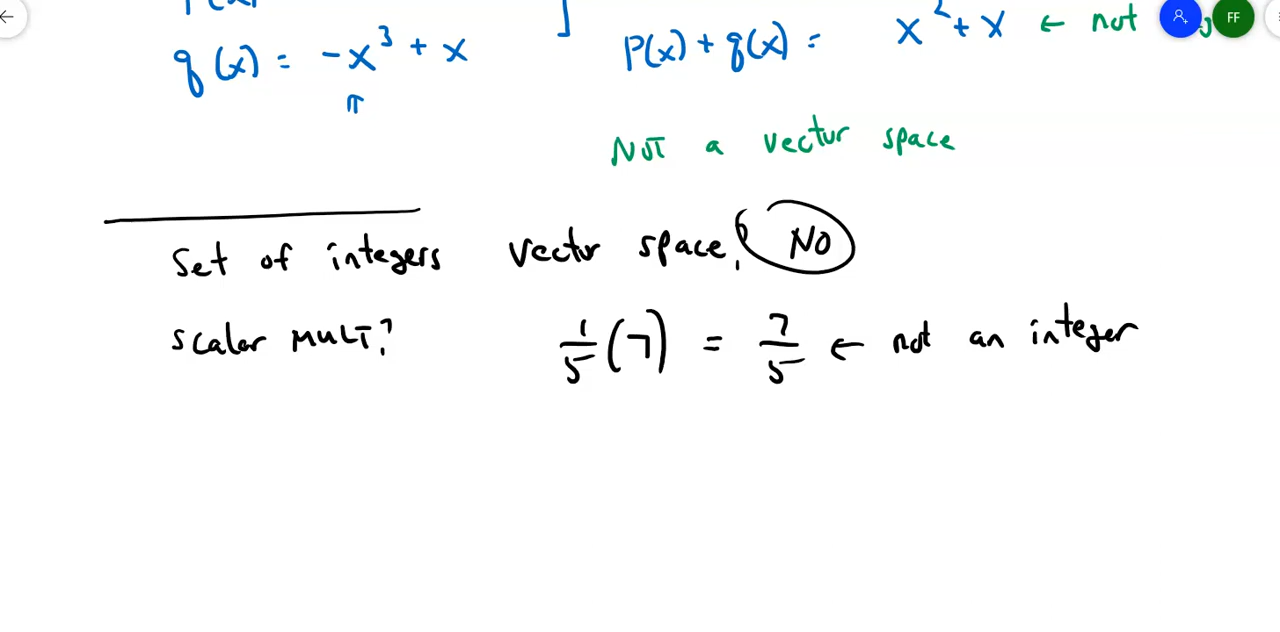 q(x) = -x³ + x
P(x) + q(x) = x² + x ← not
π
FF
NOT a vector space
Set of integers vector space? NO
scalar MULT? 1/5 (7) = 7/5 ← not an integer